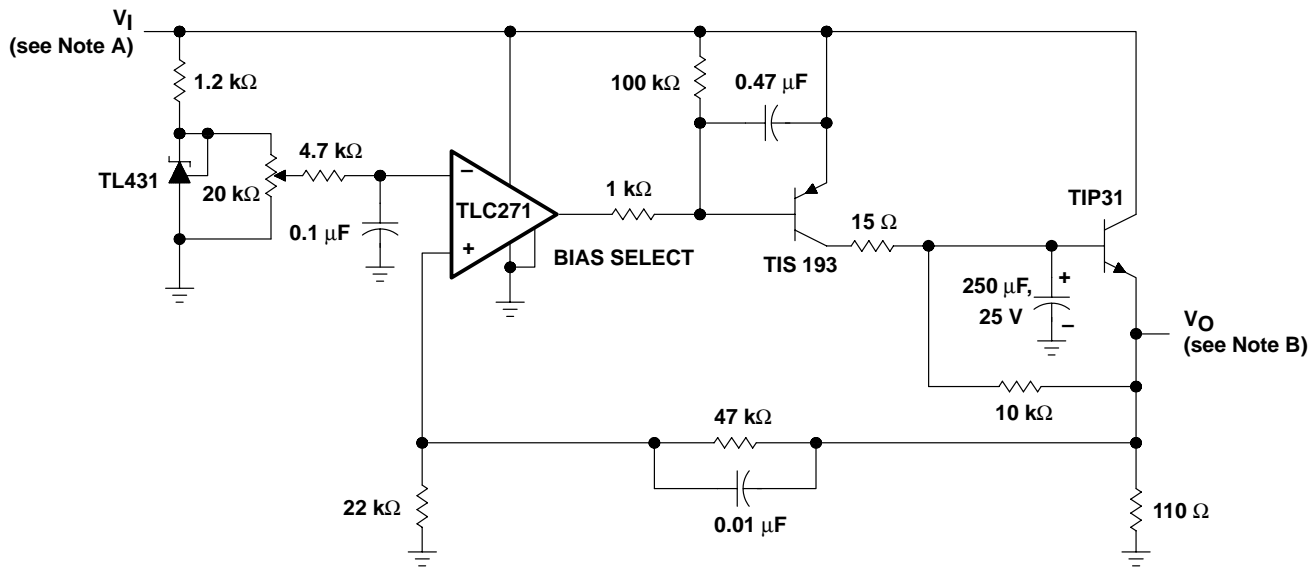 VI
(see Note A)
1.2 kΩ
TL431
20 kΩ
4.7 kΩ
0.1 µF
−
TLC271
+
BIAS SELECT
1 kΩ
100 kΩ
0.47 µF
TIS 193
15 Ω
TIP31
250 µF,
25 V
+
−
VO
(see Note B)
10 kΩ
47 kΩ
0.01 µF
22 kΩ
110 Ω